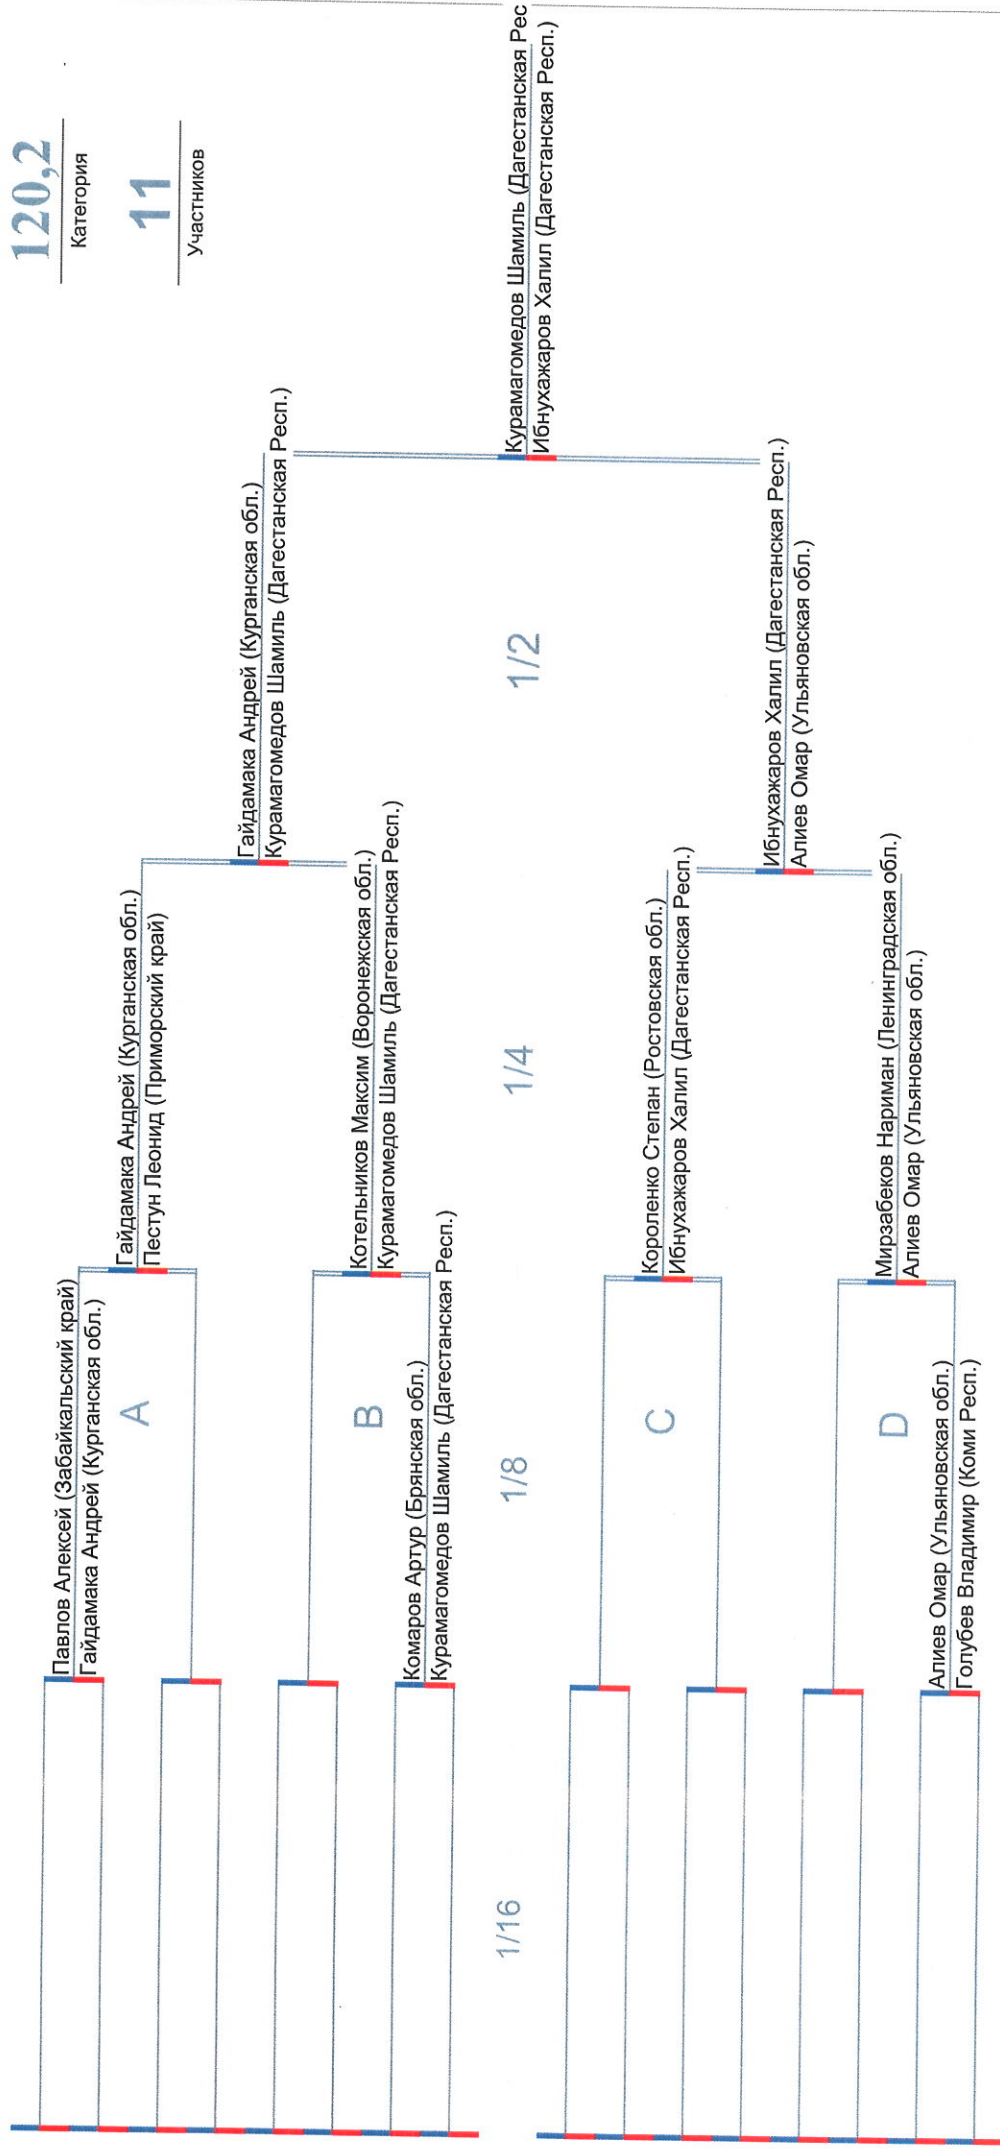 120,2
Категория
11
Участников
Павлов Алексей (Забайкальский край)
Гайдамака Андрей (Курганская обл.)
A
Гайдамака Андрей (Курганская обл.)
Пестун Леонид (Приморский край)
Гайдамака Андрей (Курганская обл.)
Курамагомедов Шамиль (Дагестанская Респ.)
B
Котельников Максим (Воронежская обл.)
Курамагомедов Шамиль (Дагестанская Респ.)
Комаров Артур (Брянская обл.)
Курамагомедов Шамиль (Дагестанская Респ.)
1/16
1/8
1/4
1/2
Курамагомедов Шамиль (Дагестанская Рес
Ибнухажаров Халил (Дагестанская Респ.)
C
Короленко Степан (Ростовская обл.)
Ибнухажаров Халил (Дагестанская Респ.)
Ибнухажаров Халил (Дагестанская Респ.)
Алиев Омар (Ульяновская обл.)
D
Мирзабеков Нариман (Ленинградская обл.)
Алиев Омар (Ульяновская обл.)
Алиев Омар (Ульяновская обл.)
Голубев Владимир (Коми Респ.)